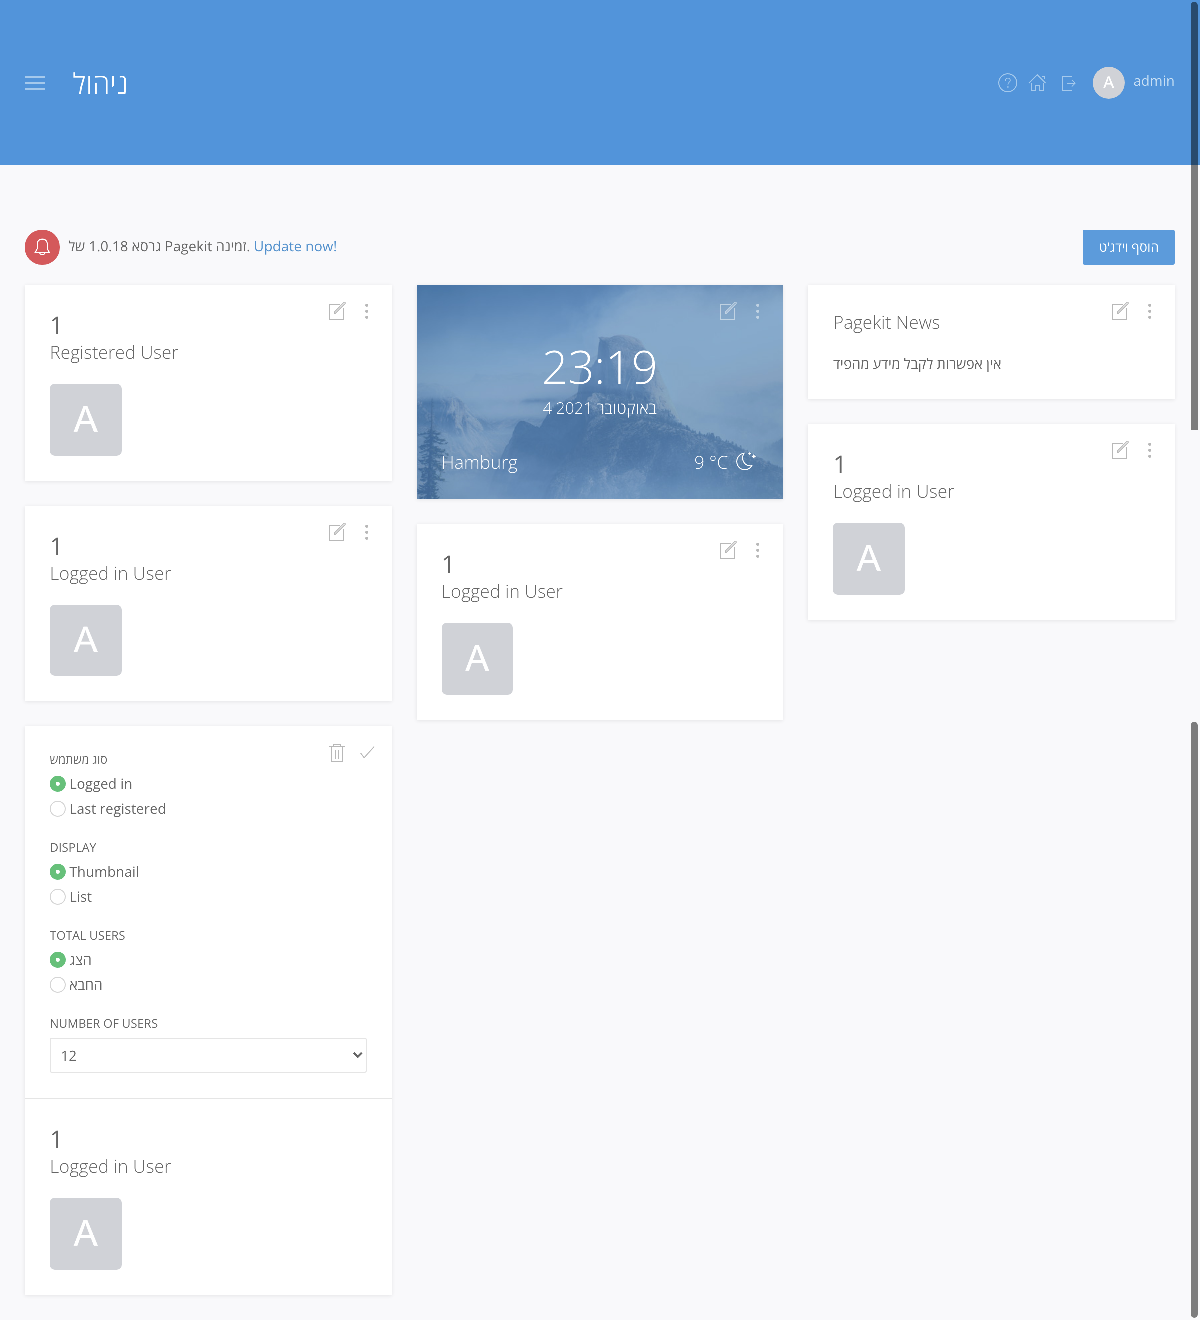 ניהול
A admin
גרסא 1.0.18 של Pagekit זמינה. Update now!
הוסף וידג'ט
1
Registered User
A
1
Logged in User
A
סוג משתמש
Logged in
Last registered
DISPLAY
Thumbnail
List
TOTAL USERS
הצג
החבא
NUMBER OF USERS
12
1
Logged in User
A
23:19
4 באוקטובר 2021
Hamburg 9 °C
1
Logged in User
A
Pagekit News
אין אפשרות לקבל מידע מהפיד
1
Logged in User
A